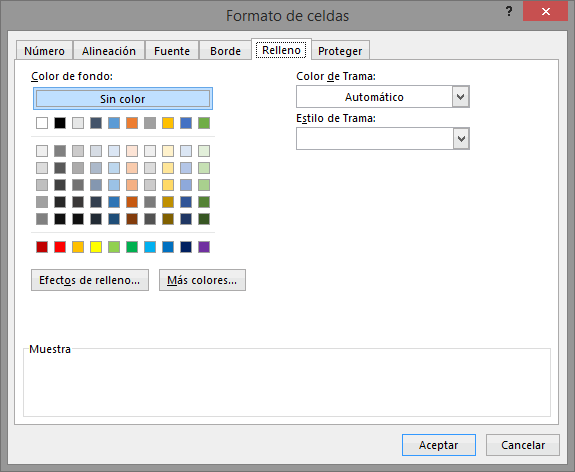 Formato de celdas
?
Número Alineación Fuente Borde Relleno Proteger
Color de fondo:
Sin color
Color de Trama:
Automático
Estilo de Trama:
Efectos de relleno...
Más colores...
Muestra
Aceptar
Cancelar